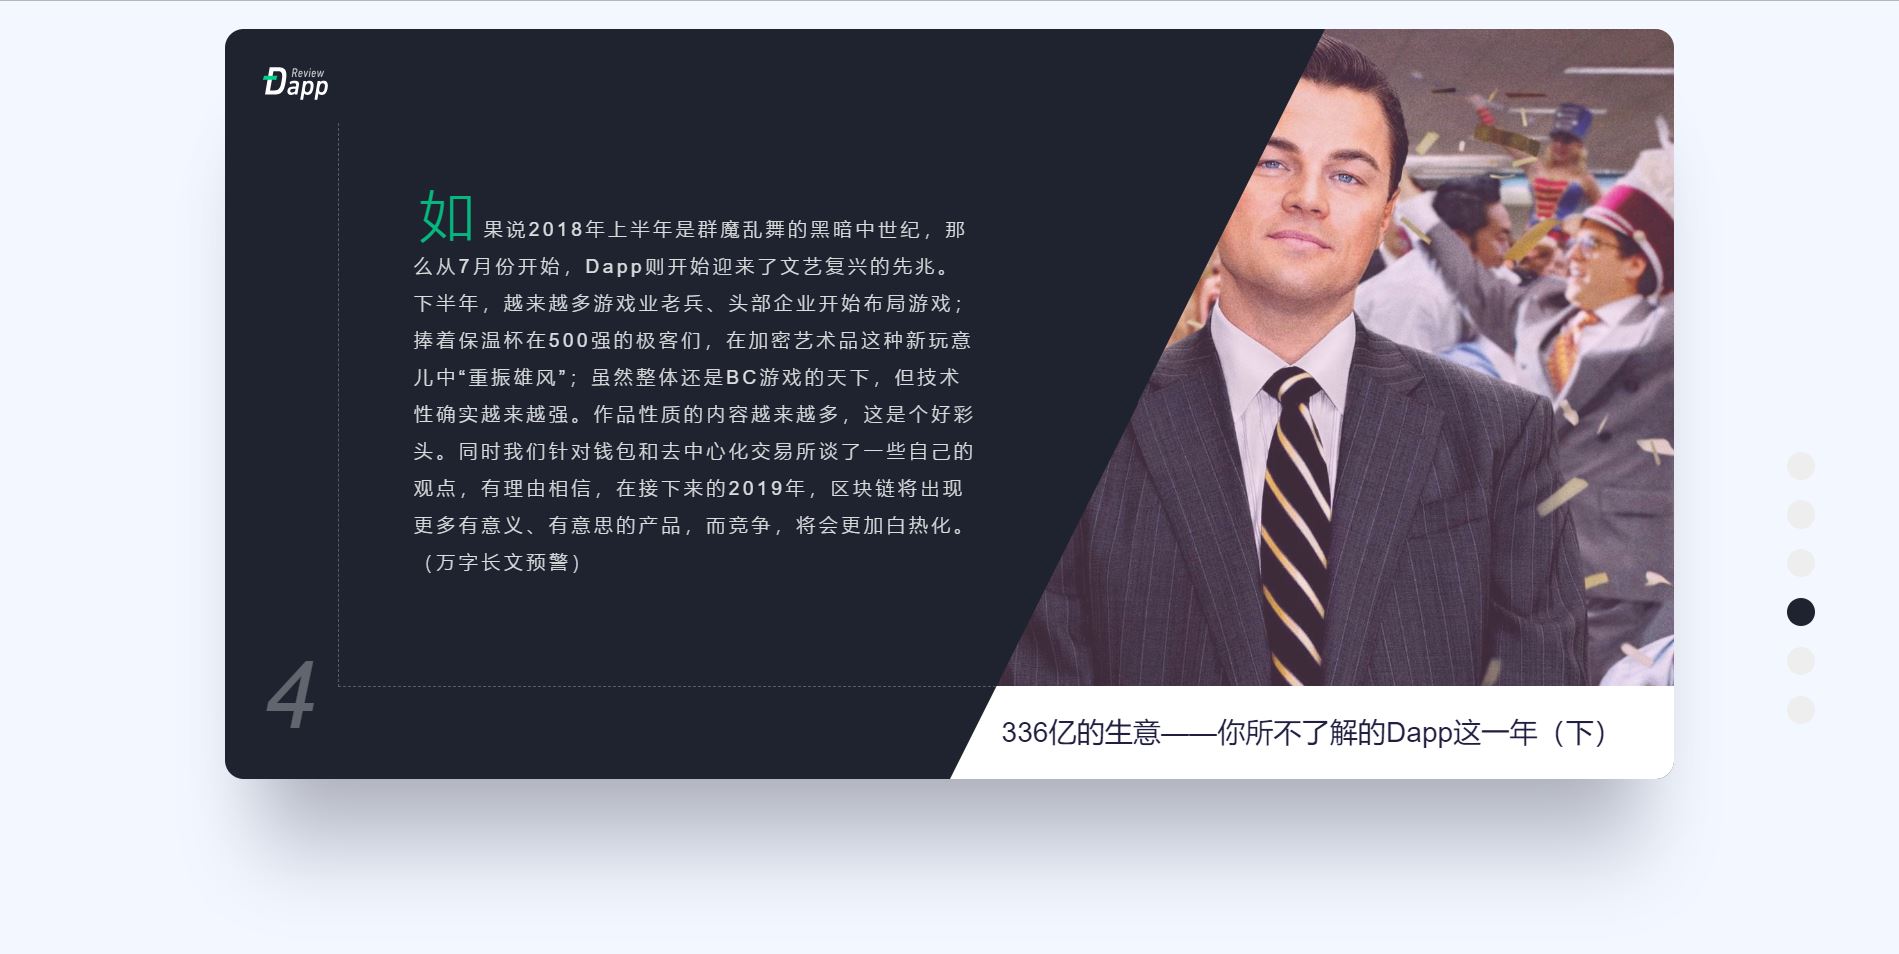 Dapp Review
如果说2018年上半年是群魔乱舞的黑暗中世纪，那
么从7月份开始，Dapp则开始迎来了文艺复兴的先兆。
下半年，越来越多游戏业老兵、头部企业开始布局游戏；
捧着保温杯在500强的极客们，在加密艺术品这种新玩意
儿中“重振雄风”；虽然整体还是BC游戏的天下，但技术
性确实越来越强。作品性质的内容越来越多，这是个好彩
头。同时我们针对钱包和去中心化交易所谈了一些自己的
观点，有理由相信，在接下来的2019年，区块链将出现
更多有意义、有意思的产品，而竞争，将会更加白热化。
（万字长文预警）
4
336亿的生意——你所不了解的Dapp这一年（下）